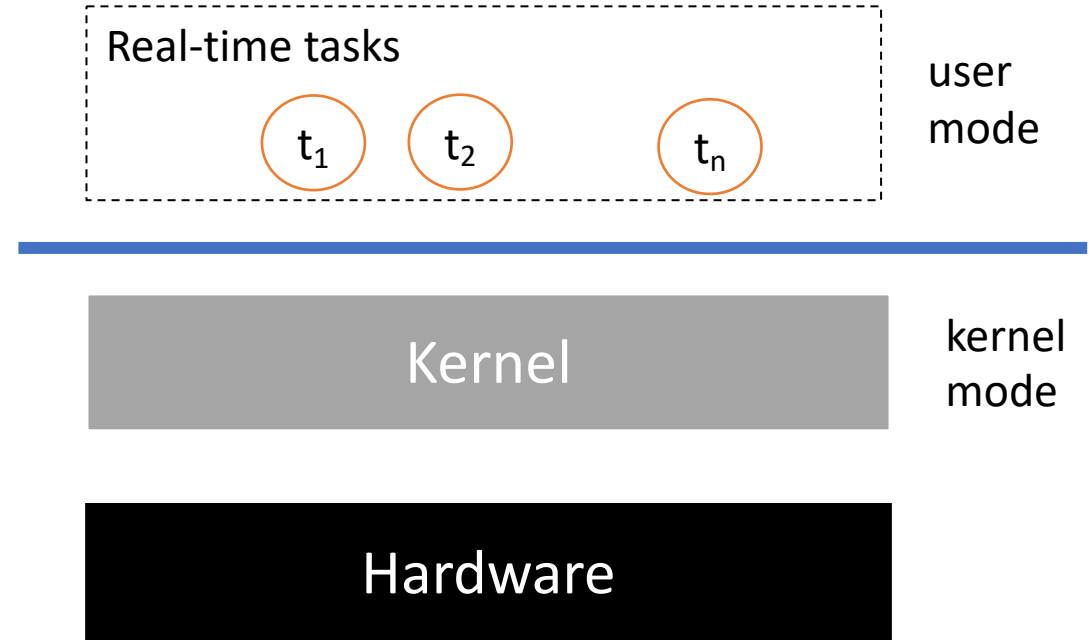 Real-time tasks
user
mode
t₁ t₂ tₙ
Kernel
kernel
mode
Hardware